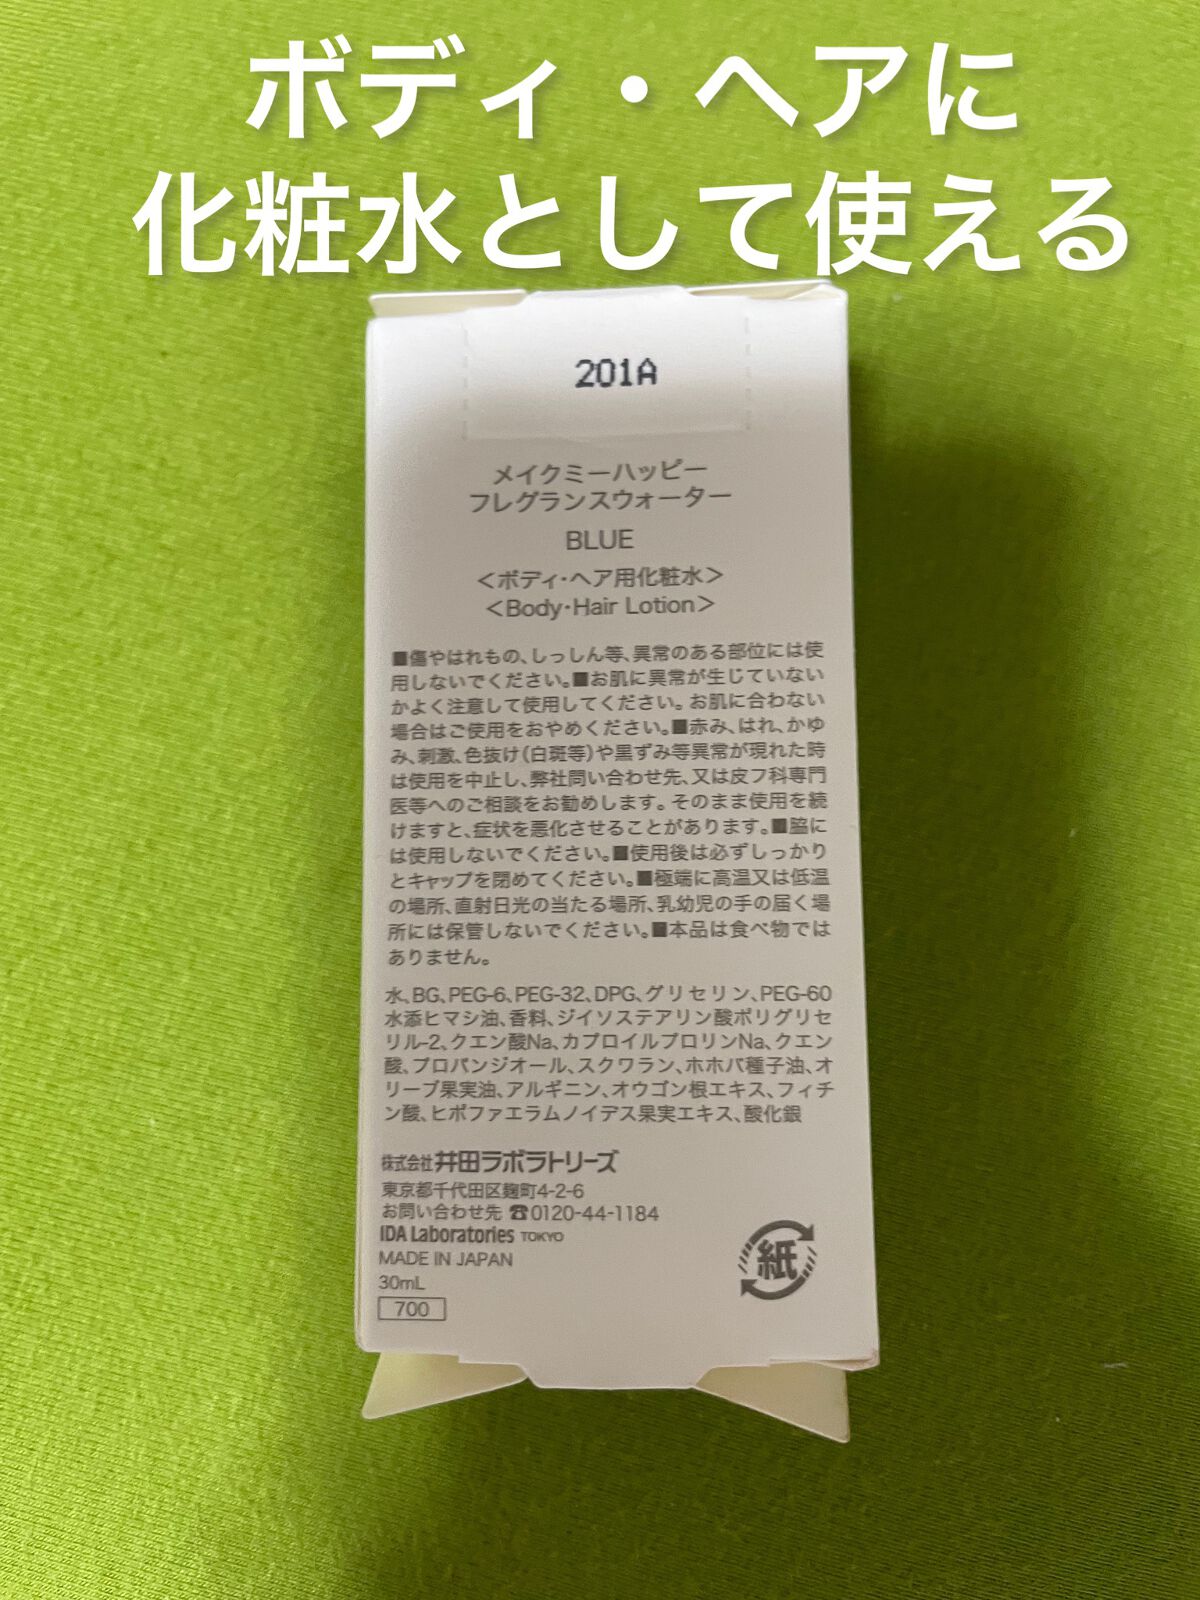 ボディ・ヘアに
化粧水として使える
201A
メイクミーハッピー
フレグランスウォーター
BLUE
＜ボディ・ヘア用化粧水＞
＜Body・Hair Lotion＞
■傷やはれもの、しっしん等、異常のある部位には使
用しないでください。■お肌に異常が生じていない
かよく注意して使用してください。お肌に合わない
場合はご使用をおやめください。■赤み、はれ、かゆ
み、刺激、色抜け(白斑等)や黒ずみ等異常が現れた時
は使用を中止し、弊社問い合わせ先、又は皮フ科専門
医等へのご相談をお勧めします。そのまま使用を続
けますと、症状を悪化させることがあります。■脇に
は使用しないでください。■使用後は必ずしっかり
とキャップを閉めてください。■極端に高温又は低温
の場所、直射日光の当たる場所、乳幼児の手の届く場
所には保管しないでください。■本品は食べ物では
ありません。
水、BG、PEG-6、PEG-32、DPG、グリセリン、PEG-60
水添ヒマシ油、香料、ジイソステアリン酸ポリグリセ
リル-2、クエン酸Na、カプロイルプロリンNa、クエン
酸、プロパンジオール、スクワラン、ホホバ種子油、オ
リーブ果実油、アルギニン、オウゴン根エキス、フィチ
ン酸、ヒポファエラムノイデス果実エキス、酸化銀
株式会社 井田ラボラトリーズ
東京都千代田区麹町4-2-6
お問い合わせ先 ☎0120-44-1184
IDA Laboratories TOKYO
MADE IN JAPAN
30mL
700
紙